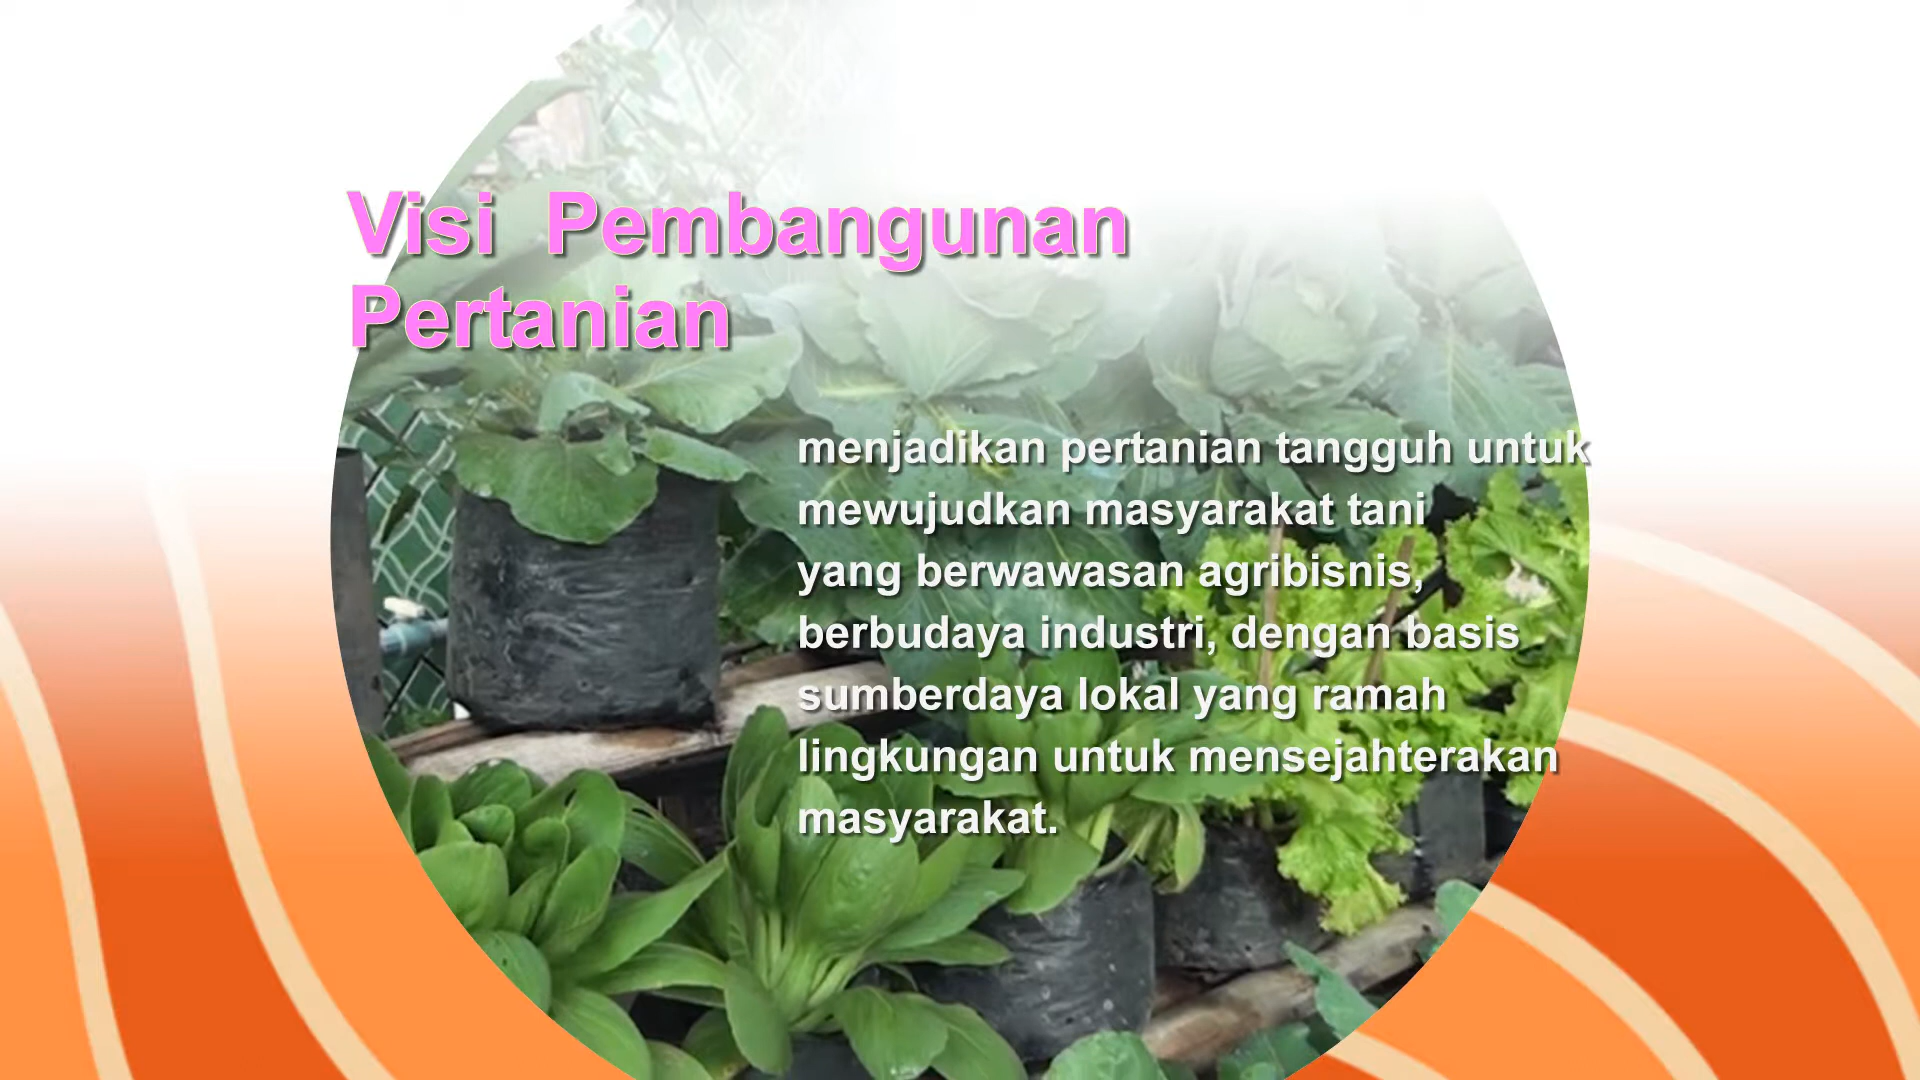 Visi Pembangunan
Pertanian
menjadikan pertanian tangguh untuk
mewujudkan masyarakat tani
yang berwawasan agribisnis,
berbudaya industri, dengan basis
sumberdaya lokal yang ramah
lingkungan untuk mensejahterakan
masyarakat.